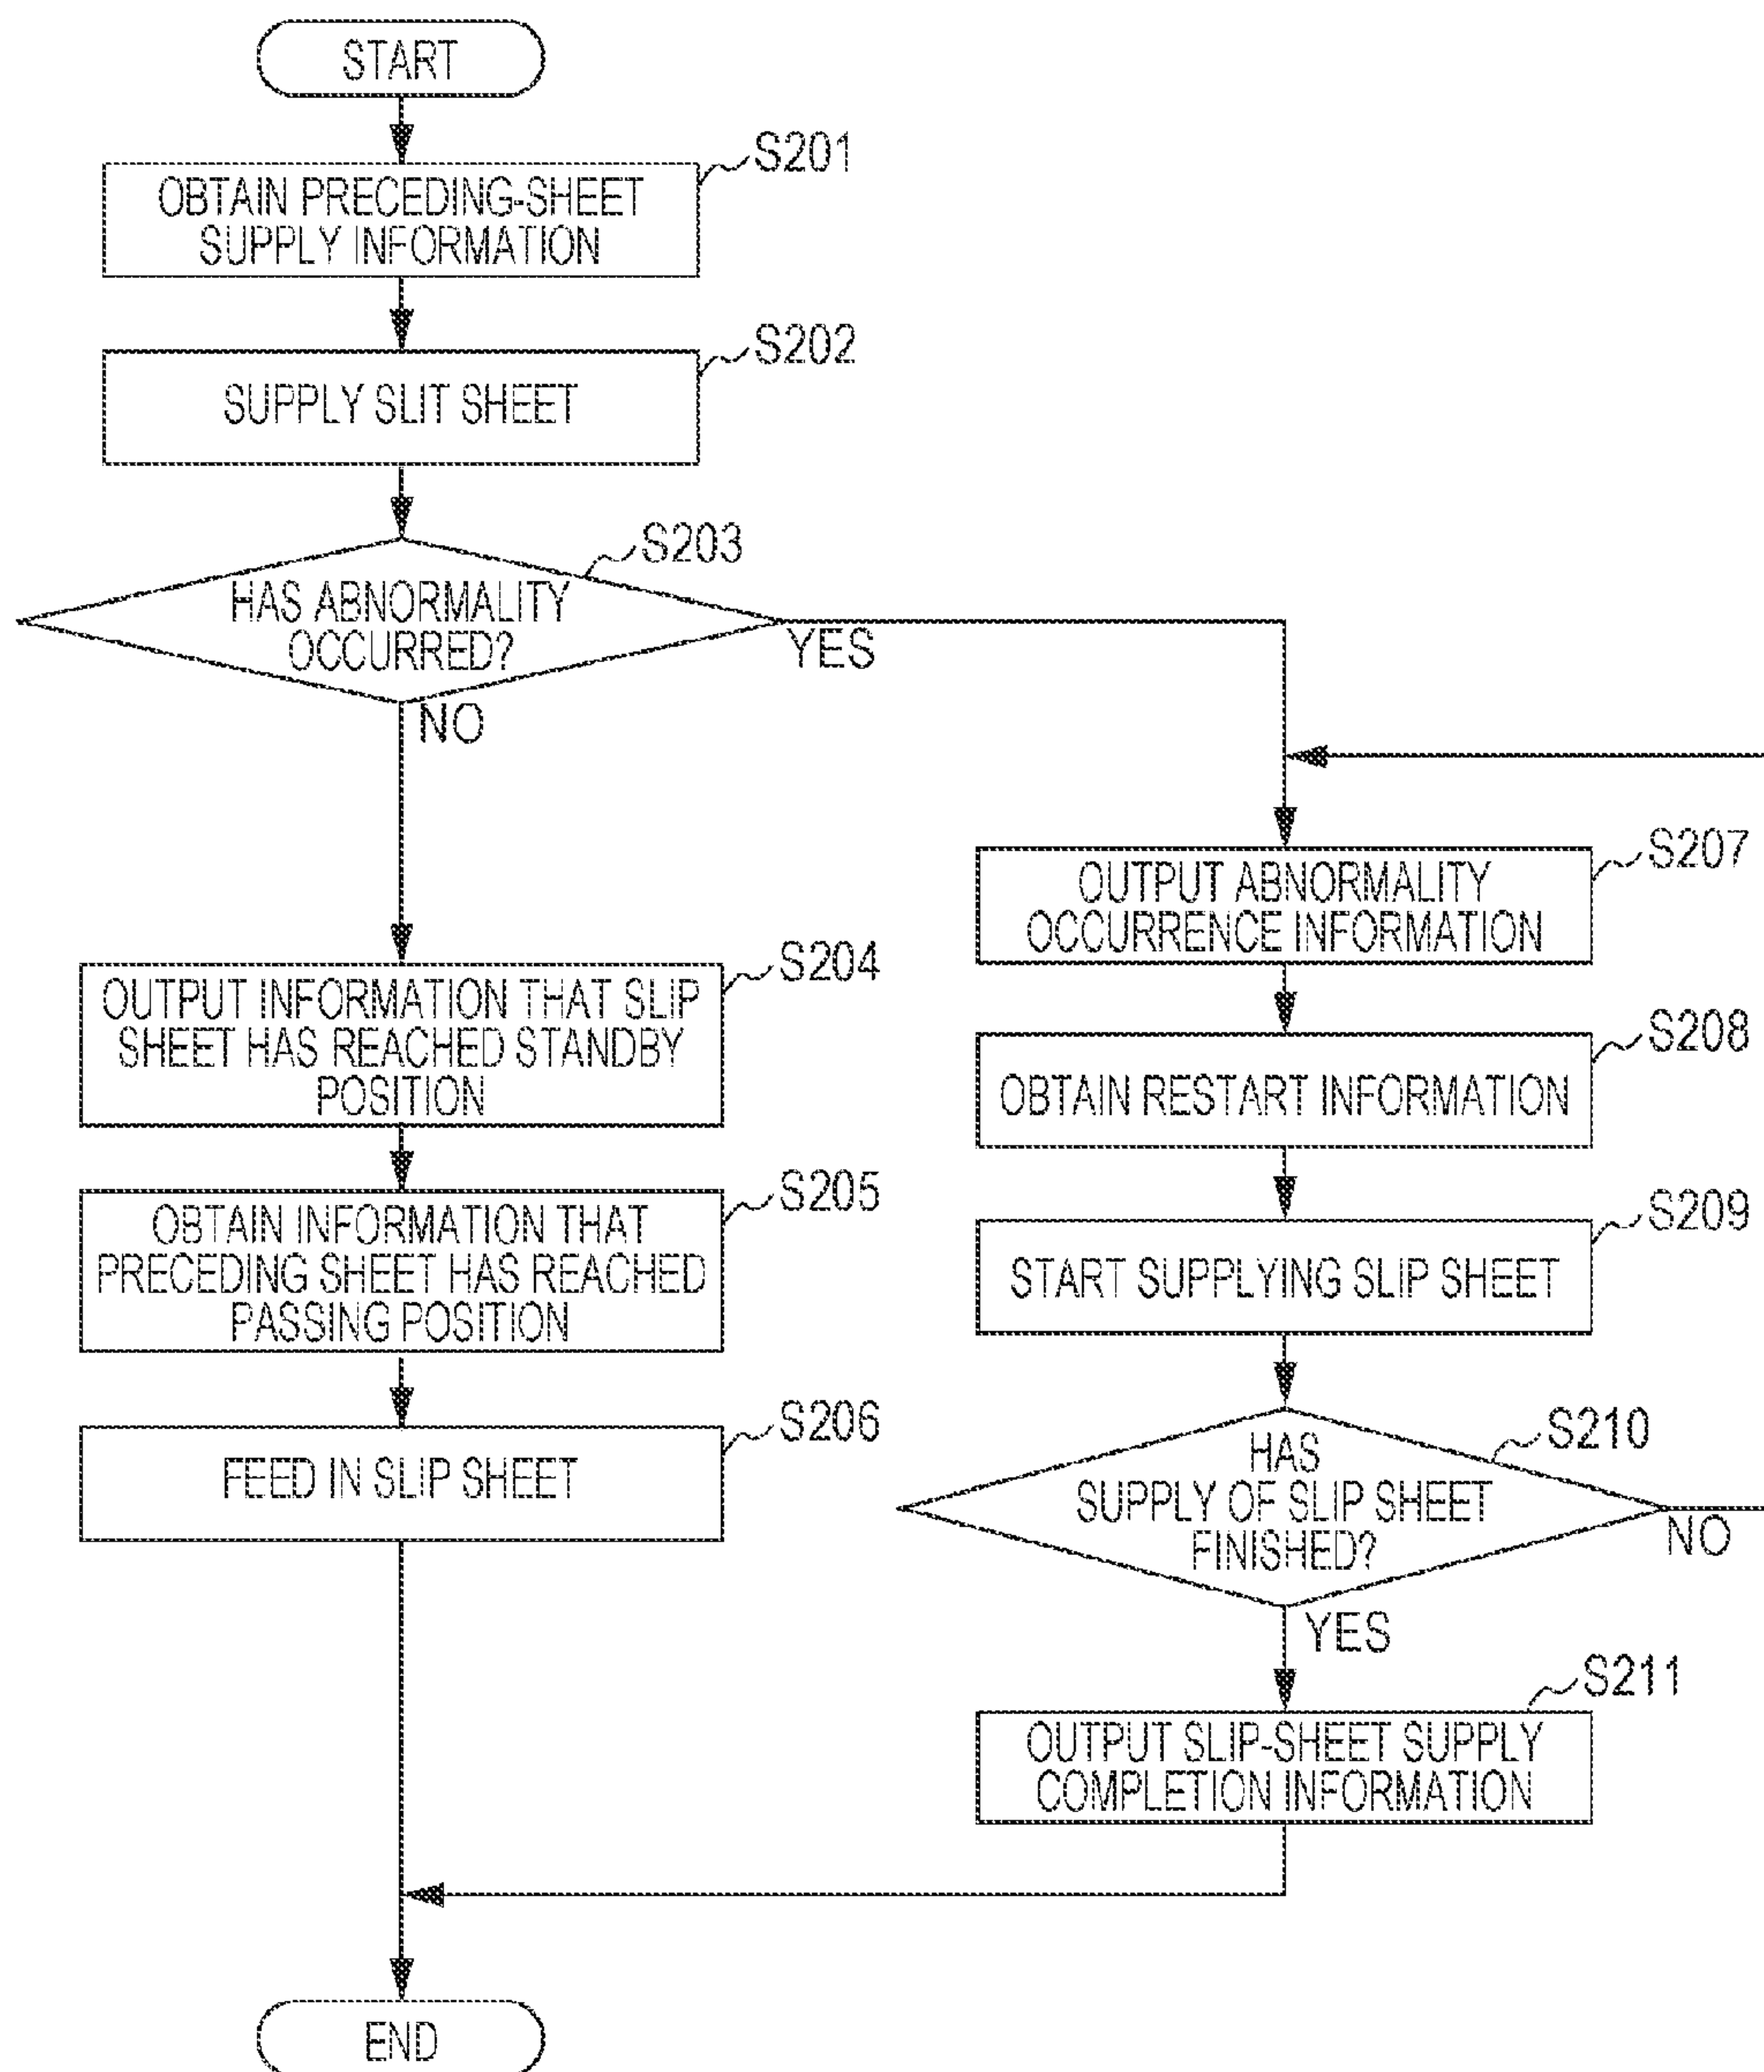 START
S201
OBTAIN PRECEDING-SHEET
SUPPLY INFORMATION
S202
SUPPLY SLIT SHEET
S203
HAS ABNORMALITY
OCCURRED?
YES
NO
S204
OUTPUT INFORMATION THAT SLIP
SHEET HAS REACHED STANDBY
POSITION
S205
OBTAIN INFORMATION THAT
PRECEDING SHEET HAS REACHED
PASSING POSITION
S206
FEED IN SLIP SHEET
S207
OUTPUT ABNORMALITY
OCCURRENCE INFORMATION
S208
OBTAIN RESTART INFORMATION
S209
START SUPPLYING SLIP SHEET
S210
HAS
SUPPLY OF SLIP SHEET
FINISHED?
NO
YES
S211
OUTPUT SLIP-SHEET SUPPLY
COMPLETION INFORMATION
END